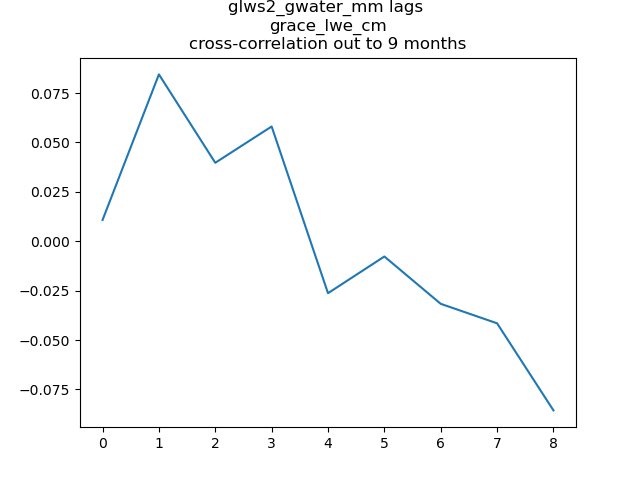 glws2_gwater_mm lags
grace_lwe_cm
cross-correlation out to 9 months
0.075
0.050
0.025
0.000
−0.025
−0.050
−0.075
0 1 2 3 4 5 6 7 8